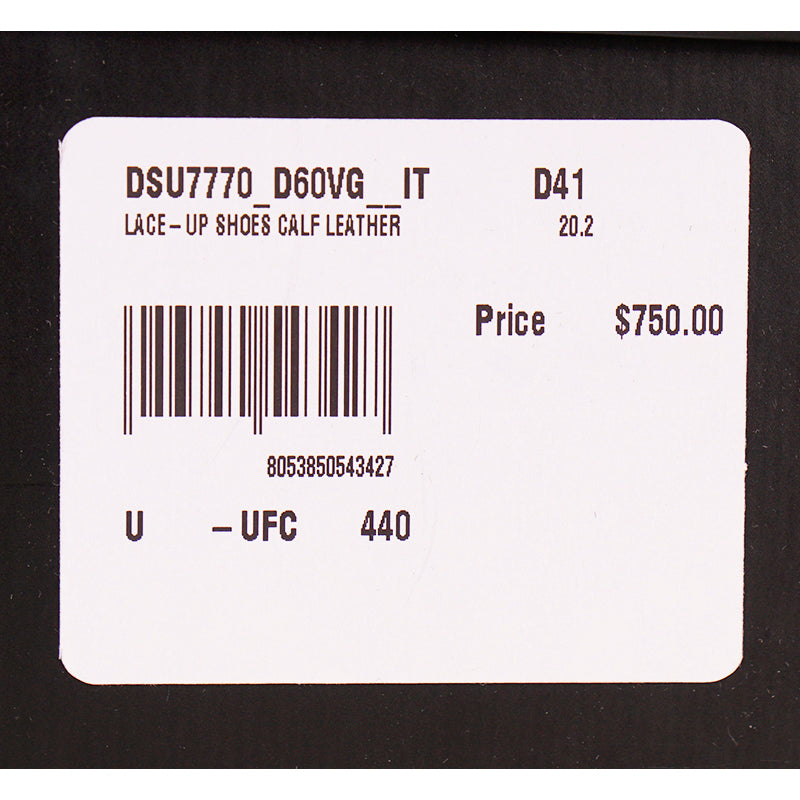 DSU7770_D60VG__IT D41
LACE-UP SHOES CALF LEATHER 20.2
Price $750.00
8053850543427
U -UFC 440